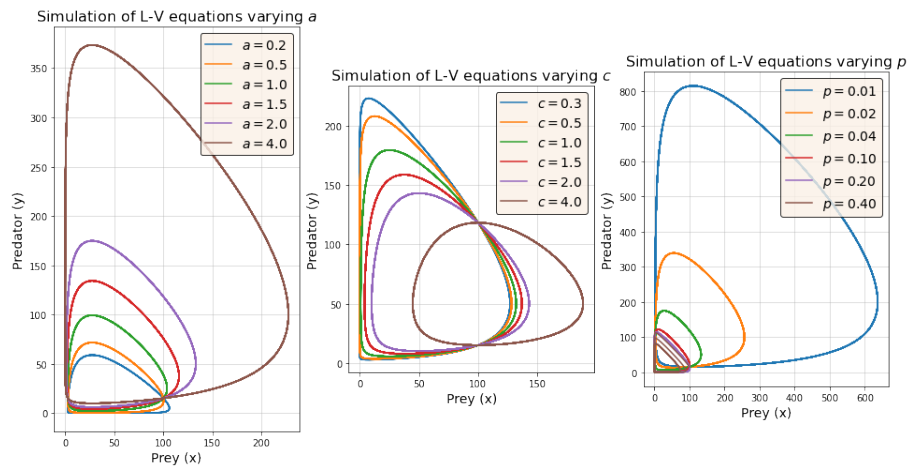 Simulation of L-V equations varying a
a = 0.2
a = 0.5
a = 1.0
a = 1.5
a = 2.0
a = 4.0
350
300
250
200
150
100
50
0
Predator (y)
0 50 100 150 200
Prey (x)
Simulation of L-V equations varying c
c = 0.3
c = 0.5
c = 1.0
c = 1.5
c = 2.0
c = 4.0
200
150
100
50
0
Predator (y)
0 50 100 150
Prey (x)
Simulation of L-V equations varying p
p = 0.01
p = 0.02
p = 0.04
p = 0.10
p = 0.20
p = 0.40
800
600
400
200
0
Predator (y)
0 100 200 300 400 500 600
Prey (x)